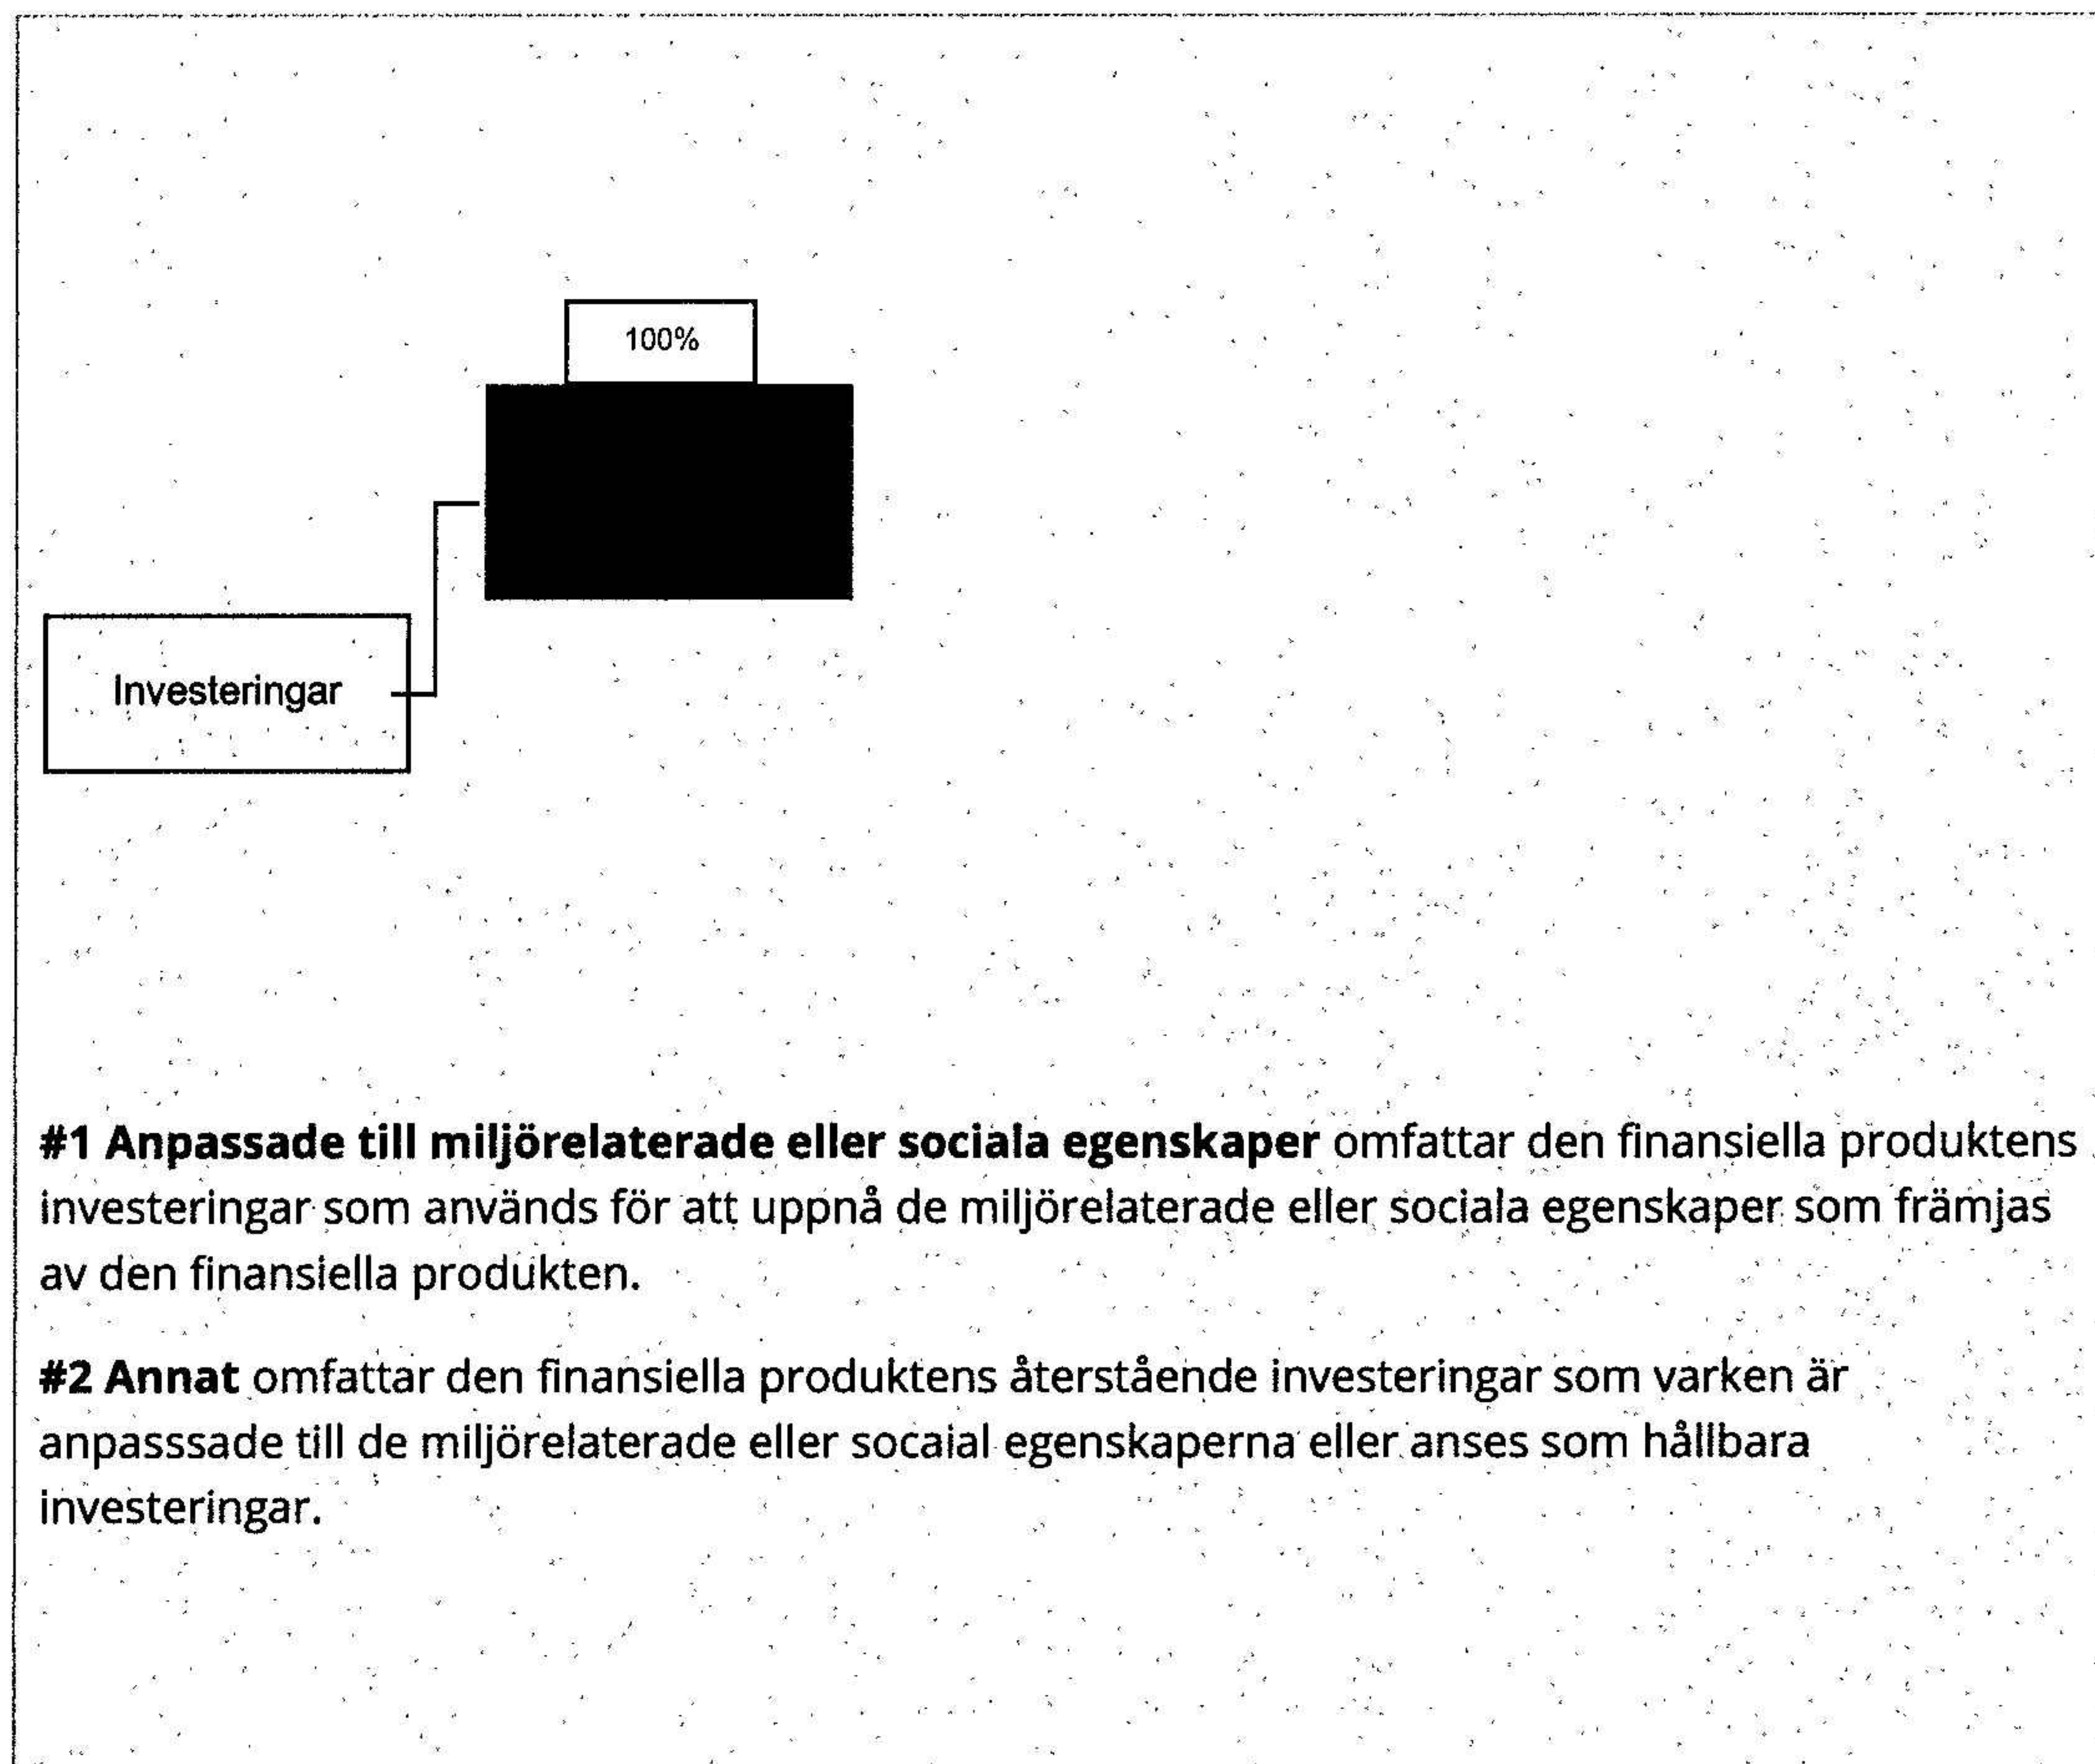 100%
Investeringar
#1 Anpassade till miljörelaterade eller sociala egenskaper omfattar den finansiella produktens
investeringar som används för att uppnå de miljörelaterade eller sociala egenskaper som främjas
av den finansiella produkten.
#2 Annat omfattar den finansiella produktens återstående investeringar som varken är
anpasssade till de miljörelaterade eller socaial egenskaperna eller anses som hållbara
investeringar.